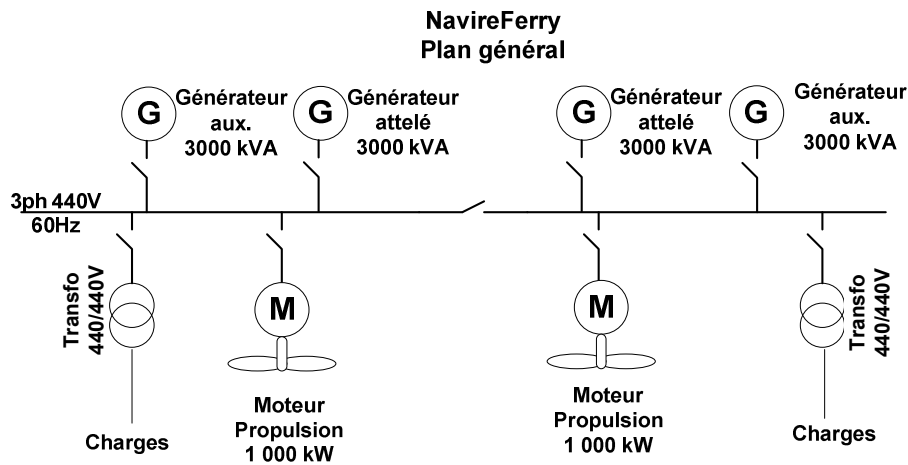 NavireFerry
Plan général
G
Générateur
aux.
3000 kVA
G
Générateur
attelé
3000 kVA
G
Générateur
attelé
3000 kVA
G
Générateur
aux.
3000 kVA
3ph 440V
60Hz
Transfo
440/440V
M
M
Transfo
440/440V
Charges
Moteur
Propulsion
1 000 kW
Moteur
Propulsion
1 000 kW
Charges